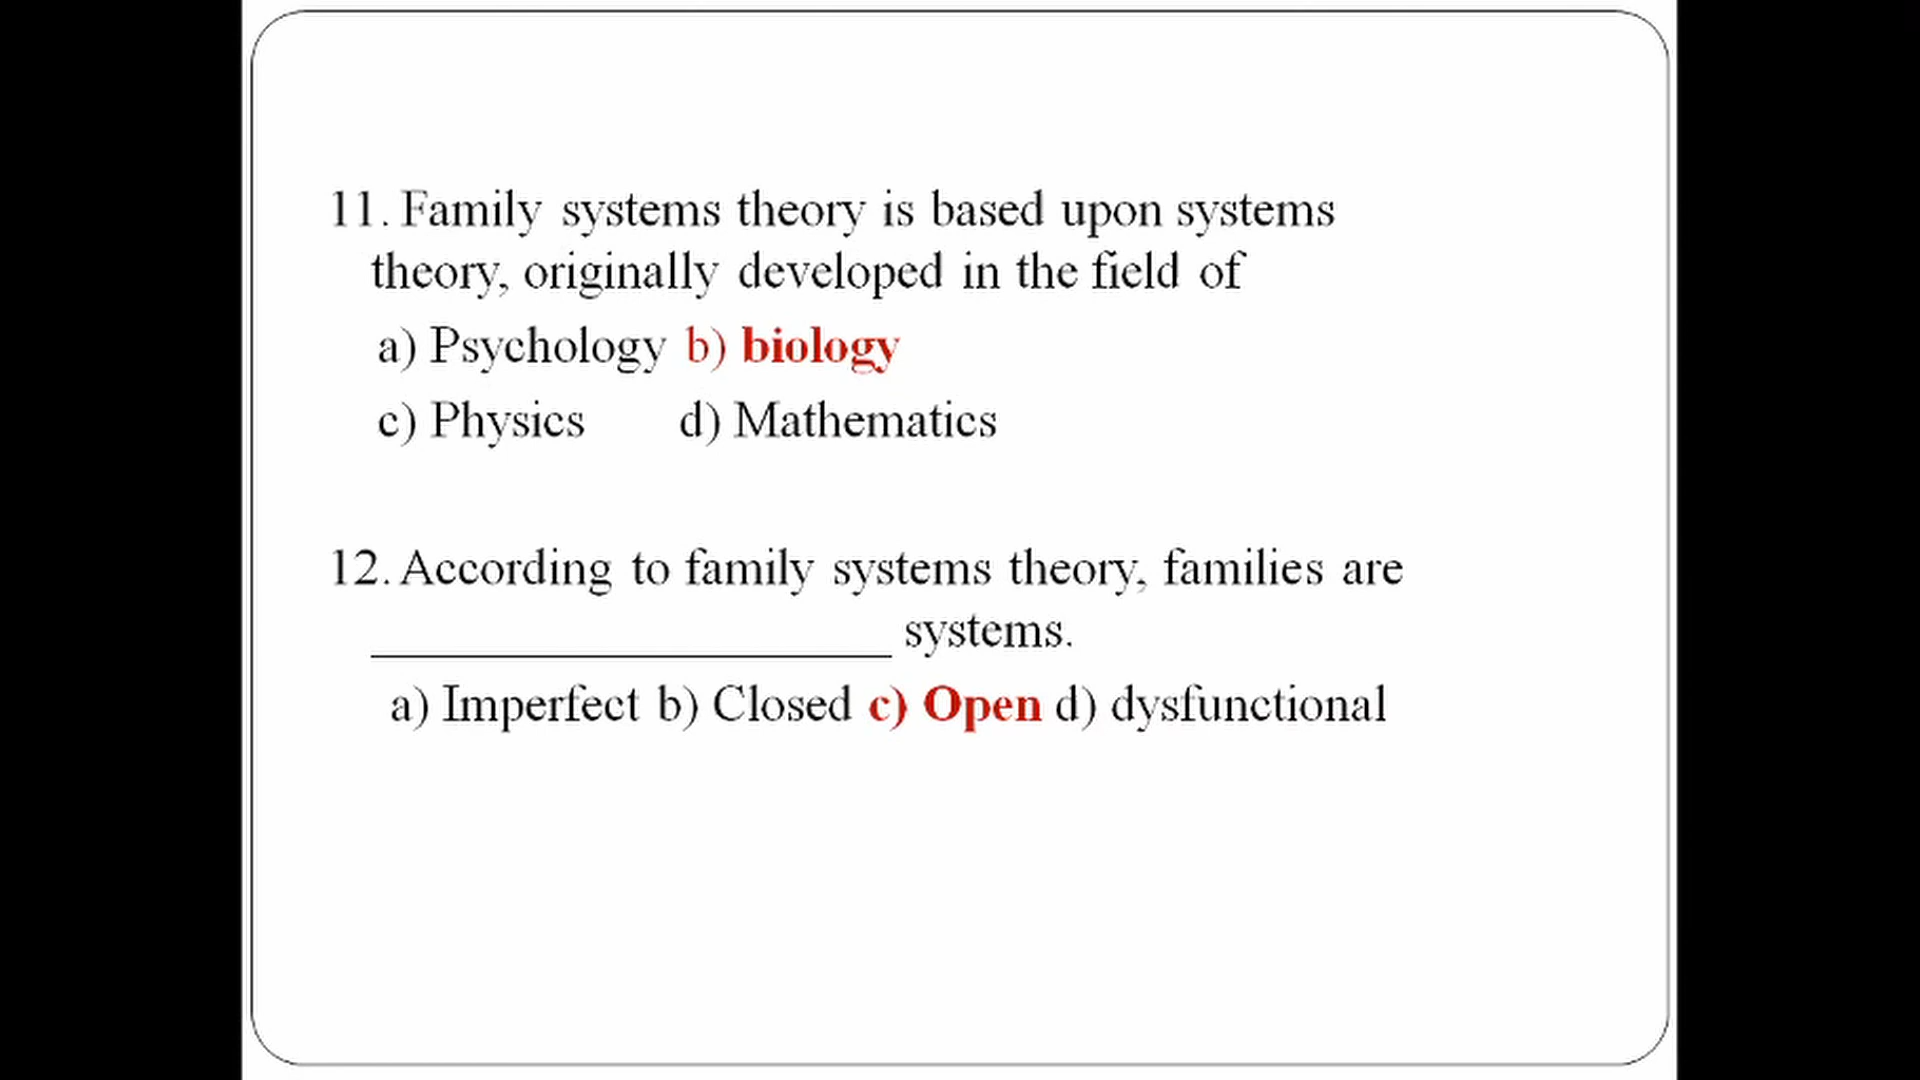 11. Family systems theory is based upon systems
theory, originally developed in the field of
a) Psychology b) biology
c) Physics d) Mathematics
12. According to family systems theory, families are
____________________ systems.
a) Imperfect b) Closed c) Open d) dysfunctional